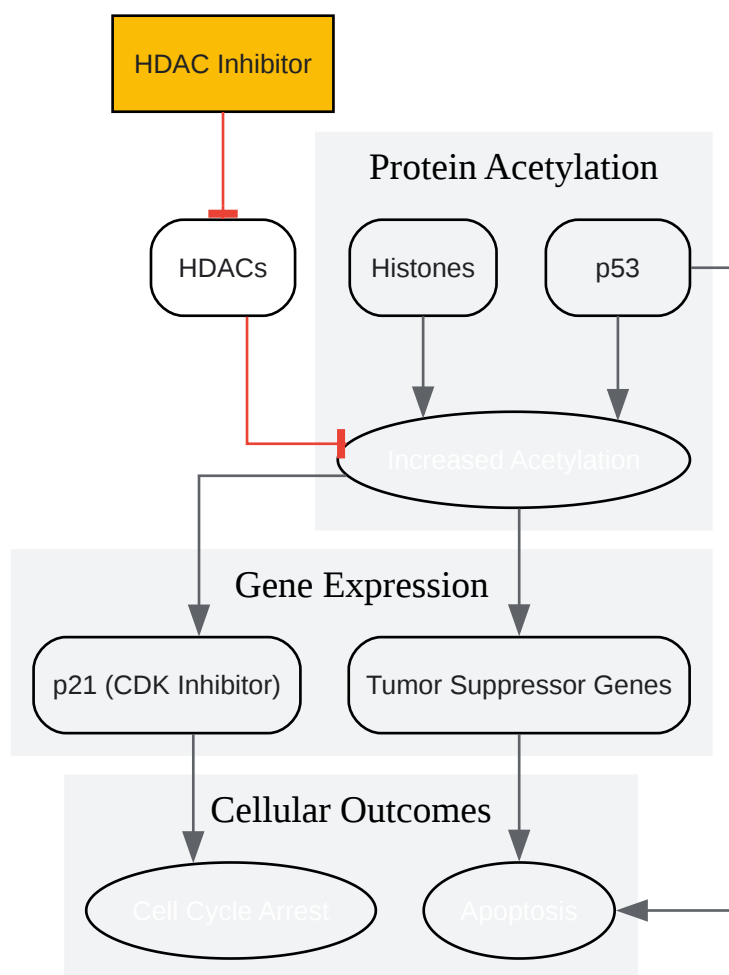 HDAC Inhibitor
Protein Acetylation
HDACs
Histones
p53
Increased Acetylation
Gene Expression
p21 (CDK Inhibitor)
Tumor Suppressor Genes
Cellular Outcomes
Cell Cycle Arrest
Apoptosis